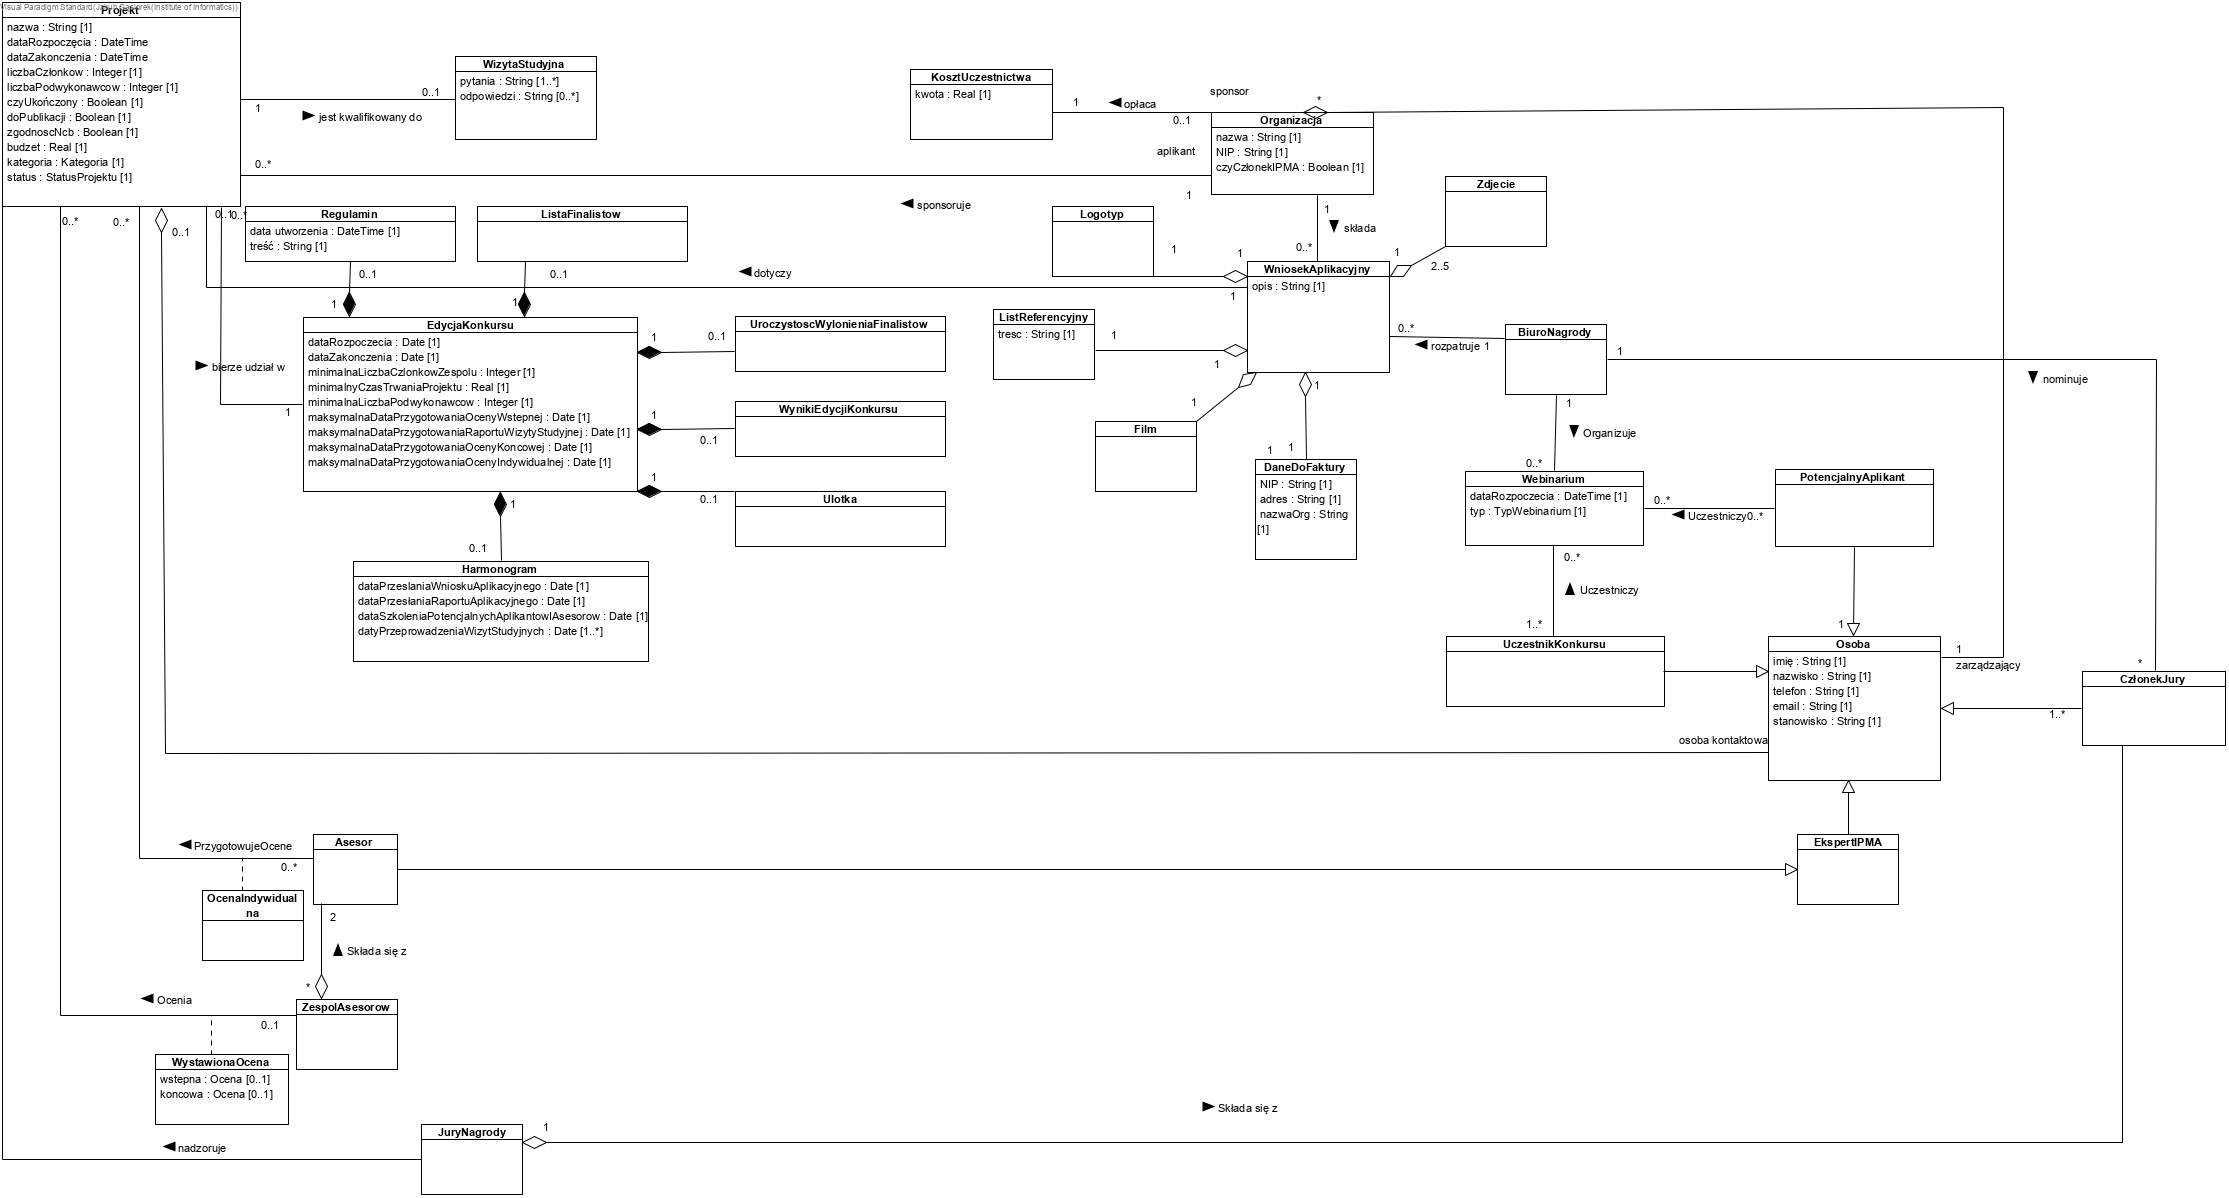 Visual Paradigm Standard(Jakub Gąsiorek(Institute of Informatics))
Projekt
nazwa : String [1]
dataRozpoczęcia : DateTime
dataZakonczenia : DateTime
liczbaCzłonkow : Integer [1]
liczbaPodwykonawcow : Integer [1]
czyUkończony : Boolean [1]
doPublikacji : Boolean [1]
zgodnoscNcb : Boolean [1]
budzet : Real [1]
kategoria : Kategoria [1]
status : StatusProjektu [1]
1
0..1
jest kwalifikowany do
WizytaStudyjna
pytania : String [1..*]
odpowiedzi : String [0..*]
KosztUczestnictwa
kwota : Real [1]
1
opłaca
0..1
sponsor
*
aplikant
Organizacja
nazwa : String [1]
NIP : String [1]
czyCzłonekIPMA : Boolean [1]
0..*
1
sponsoruje
1
składa
0..*
Zdjecie
1
2..5
Logotyp
1
1
0..*
0..*
0..1
0..1
0..*
Regulamin
data utworzenia : DateTime [1]
treść : String [1]
0..1
1
ListaFinalistow
0..1
1
dotyczy
1
WniosekAplikacyjny
opis : String [1]
ListReferencyjny
tresc : String [1]
1
1
0..*
rozpatruje
1
BiuroNagrody
1
nominuje
bierze udział w
1
EdycjaKonkursu
dataRozpoczecia : Date [1]
dataZakonczenia : Date [1]
minimalnaLiczbaCzlonkowZespolu : Integer [1]
minimalnyCzasTrwaniaProjektu : Real [1]
minimalnaLiczbaPodwykonawcow : Integer [1]
maksymalnaDataPrzygotowaniaOcenyWstepnej : Date [1]
maksymalnaDataPrzygotowaniaRaportuWizytyStudyjnej : Date [1]
maksymalnaDataPrzygotowaniaOcenyKoncowej : Date [1]
maksymalnaDataPrzygotowaniaOcenyIndywidualnej : Date [1]
1
0..1
UroczystoscWylonieniaFinalistow
1
0..1
WynikiEdycjiKonkursu
1
0..1
Ulotka
1
0..1
Harmonogram
dataPrzeslaniaWnioskuAplikacyjnego : Date [1]
dataPrzesłaniaRaportuAplikacyjnego : Date [1]
dataSzkoleniaPotencjalnychAplikantowIAsesorow : Date [1]
datyPrzeprowadzeniaWizytStudyjnych : Date [1..*]
1
Film
1
1
1
DaneDoFaktury
NIP : String [1]
adres : String [1]
nazwaOrg : String
[1]
1
Organizuje
0..*
Webinarium
dataRozpoczecia : DateTime [1]
typ : TypWebinarium [1]
0..*
Uczestniczy
0..*
PotencjalnyAplikant
0..*
Uczestniczy
1..*
UczestnikKonkursu
1
Osoba
imię : String [1]
nazwisko : String [1]
telefon : String [1]
email : String [1]
stanowisko : String [1]
1
zarządzający
*
CzłonekJury
1..*
osoba kontaktowa
EkspertIPMA
PrzygotowujeOcene
0..*
Asesor
OcenaIndywidual
na
2
Składa się z
*
Ocenia
0..1
ZespolAsesorow
WystawionaOcena
wstepna : Ocena [0..1]
koncowa : Ocena [0..1]
Składa się z
nadzoruje
JuryNagrody
1